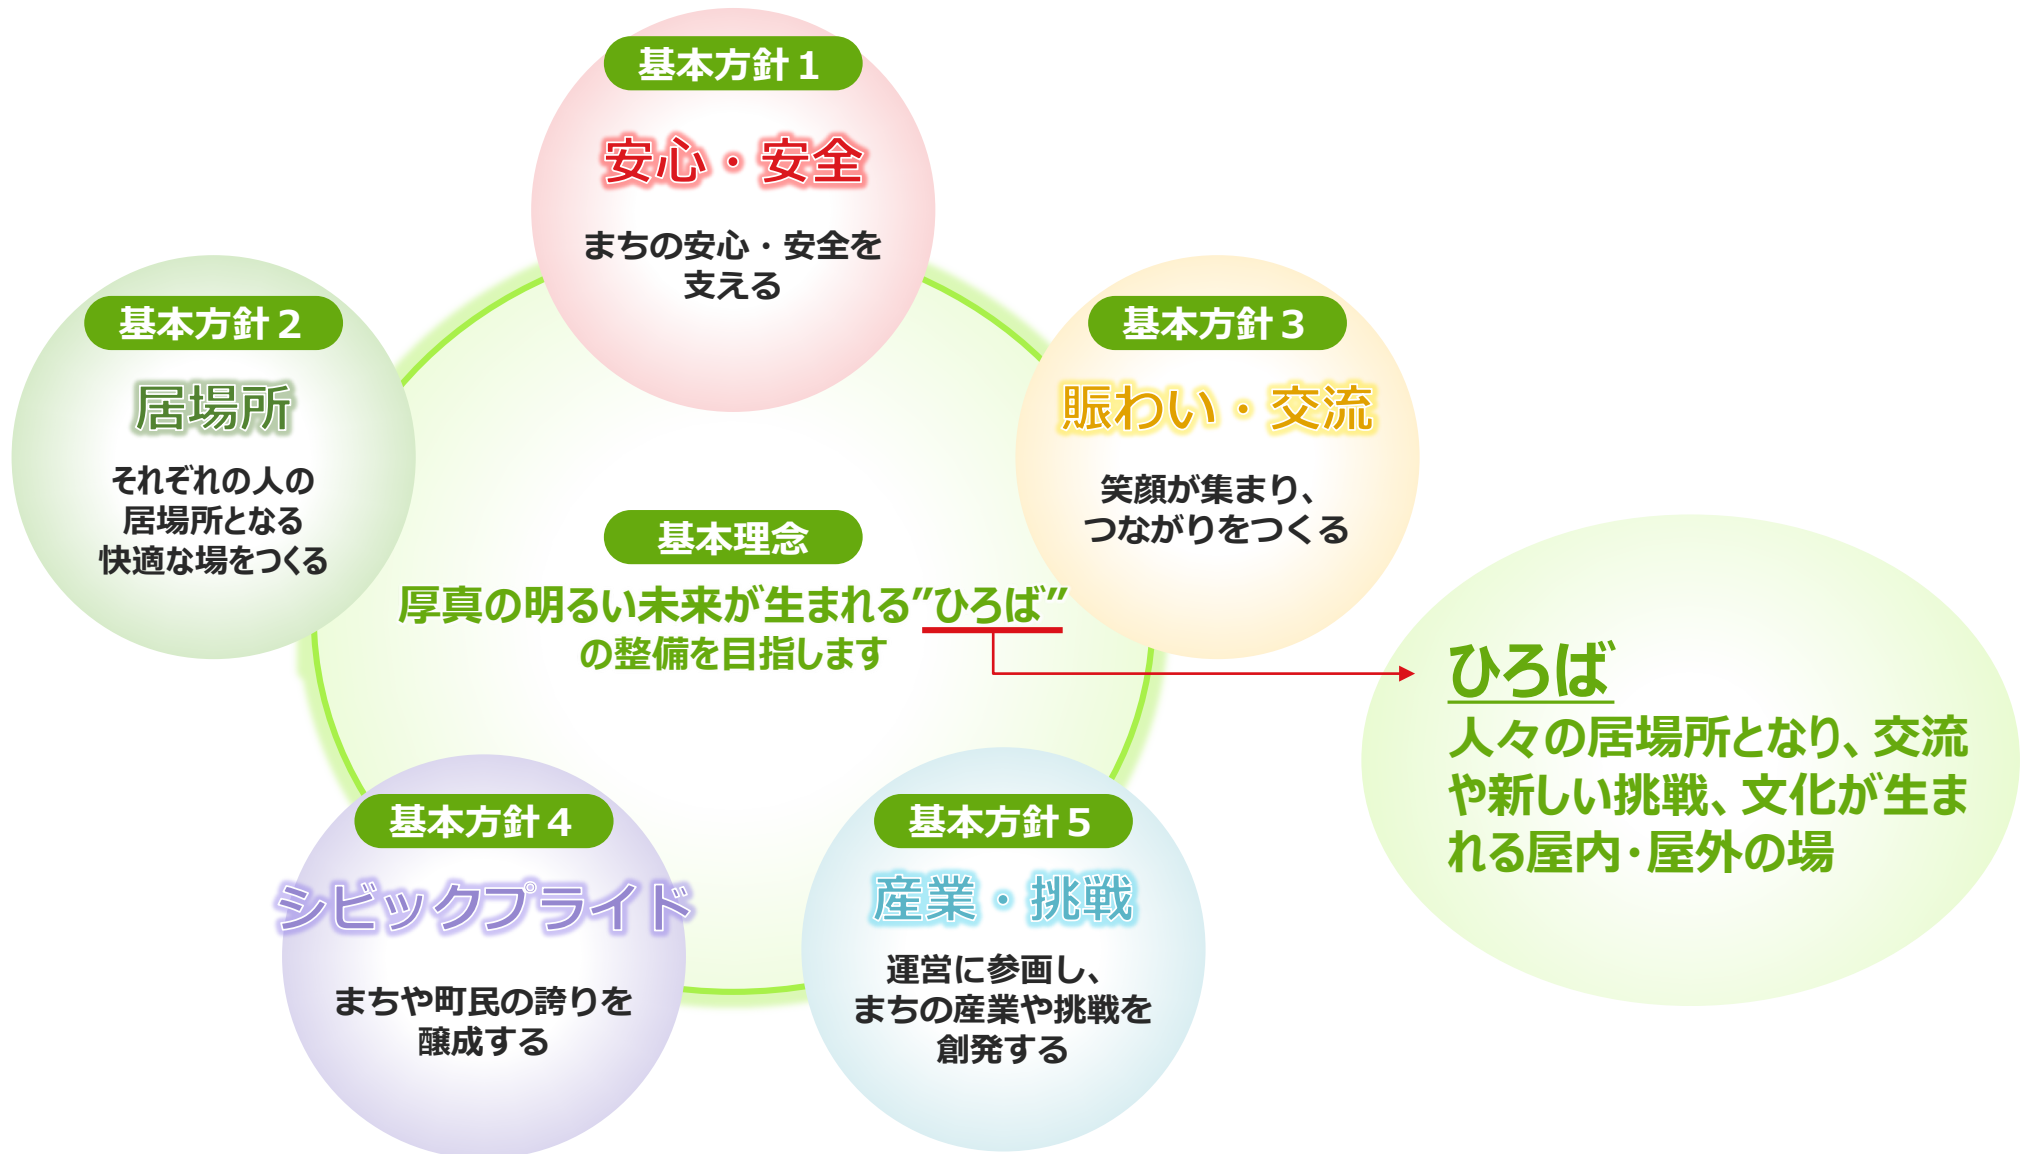 基本方針１
安心・安全
まちの安心・安全を
支える
基本方針２
居場所
それぞれの人の
居場所となる
快適な場をつくる
基本方針３
賑わい・交流
笑顔が集まり、
つながりをつくる
基本理念
厚真の明るい未来が生まれる”ひろば”
の整備を目指します
ひろば
人々の居場所となり、交流
や新しい挑戦、文化が生ま
れる屋内・屋外の場
基本方針４
シビックプライド
まちや町民の誇りを
醸成する
基本方針５
産業・挑戦
運営に参画し、
まちの産業や挑戦を
創発する